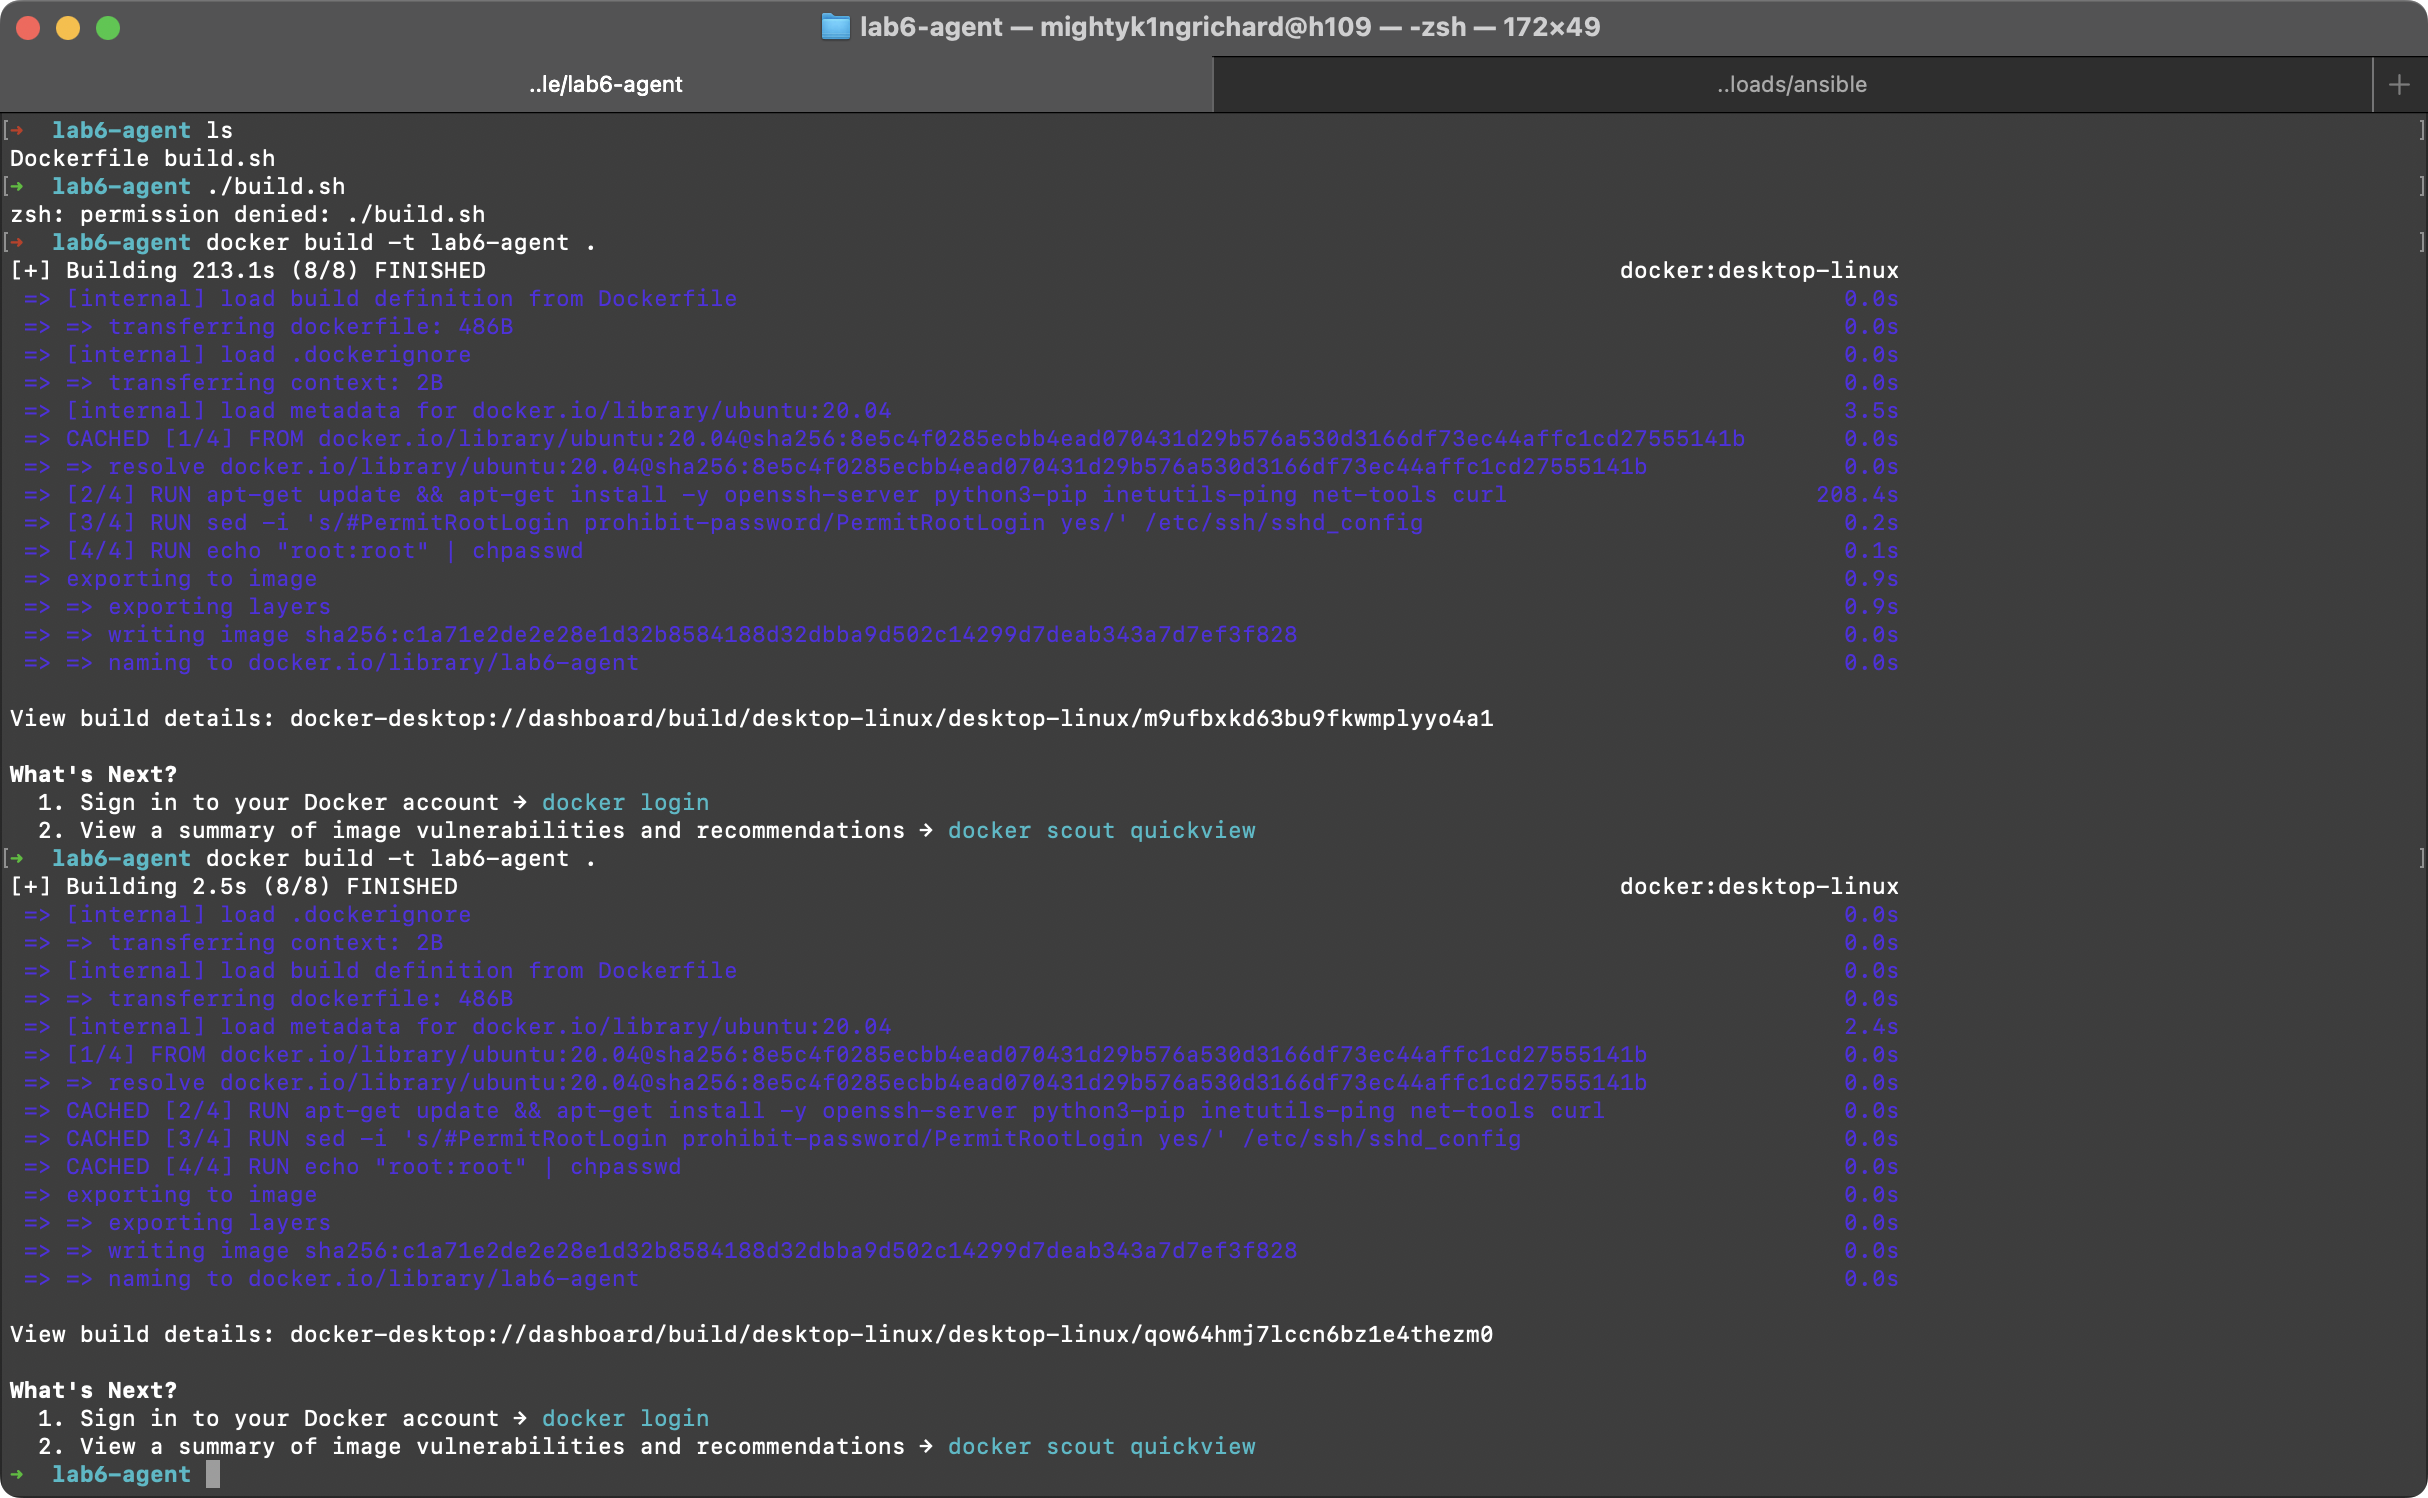 lab6-agent — mightyk1ngrichard@h109 — -zsh — 172×49
..le/lab6-agent
..loads/ansible
+
[→  lab6-agent ls ]
Dockerfile build.sh
[→  lab6-agent ./build.sh ]
zsh: permission denied: ./build.sh
[→  lab6-agent docker build -t lab6-agent . ]
[+] Building 213.1s (8/8) FINISHED docker:desktop-linux
=> [internal] load build definition from Dockerfile 0.0s
=> => transferring dockerfile: 486B 0.0s
=> [internal] load .dockerignore 0.0s
=> => transferring context: 2B 0.0s
=> [internal] load metadata for docker.io/library/ubuntu:20.04 3.5s
=> CACHED [1/4] FROM docker.io/library/ubuntu:20.04@sha256:8e5c4f0285ecbb4ead070431d29b576a530d3166df73ec44affc1cd27555141b 0.0s
=> => resolve docker.io/library/ubuntu:20.04@sha256:8e5c4f0285ecbb4ead070431d29b576a530d3166df73ec44affc1cd27555141b 0.0s
=> [2/4] RUN apt-get update && apt-get install -y openssh-server python3-pip inetutils-ping net-tools curl 208.4s
=> [3/4] RUN sed -i 's/#PermitRootLogin prohibit-password/PermitRootLogin yes/' /etc/ssh/sshd_config 0.2s
=> [4/4] RUN echo "root:root" | chpasswd 0.1s
=> exporting to image 0.9s
=> => exporting layers 0.9s
=> => writing image sha256:c1a71e2de2e28e1d32b8584188d32dbba9d502c14299d7deab343a7d7ef3f828 0.0s
=> => naming to docker.io/library/lab6-agent 0.0s
View build details: docker-desktop://dashboard/build/desktop-linux/desktop-linux/m9ufbxkd63bu9fkwmplyyo4a1
What's Next?
1. Sign in to your Docker account → docker login
2. View a summary of image vulnerabilities and recommendations → docker scout quickview
[→  lab6-agent docker build -t lab6-agent . ]
[+] Building 2.5s (8/8) FINISHED docker:desktop-linux
=> [internal] load .dockerignore 0.0s
=> => transferring context: 2B 0.0s
=> [internal] load build definition from Dockerfile 0.0s
=> => transferring dockerfile: 486B 0.0s
=> [internal] load metadata for docker.io/library/ubuntu:20.04 2.4s
=> [1/4] FROM docker.io/library/ubuntu:20.04@sha256:8e5c4f0285ecbb4ead070431d29b576a530d3166df73ec44affc1cd27555141b 0.0s
=> => resolve docker.io/library/ubuntu:20.04@sha256:8e5c4f0285ecbb4ead070431d29b576a530d3166df73ec44affc1cd27555141b 0.0s
=> CACHED [2/4] RUN apt-get update && apt-get install -y openssh-server python3-pip inetutils-ping net-tools curl 0.0s
=> CACHED [3/4] RUN sed -i 's/#PermitRootLogin prohibit-password/PermitRootLogin yes/' /etc/ssh/sshd_config 0.0s
=> CACHED [4/4] RUN echo "root:root" | chpasswd 0.0s
=> exporting to image 0.0s
=> => exporting layers 0.0s
=> => writing image sha256:c1a71e2de2e28e1d32b8584188d32dbba9d502c14299d7deab343a7d7ef3f828 0.0s
=> => naming to docker.io/library/lab6-agent 0.0s
View build details: docker-desktop://dashboard/build/desktop-linux/desktop-linux/qow64hmj7lccn6bz1e4thezm0
What's Next?
1. Sign in to your Docker account → docker login
2. View a summary of image vulnerabilities and recommendations → docker scout quickview
→  lab6-agent